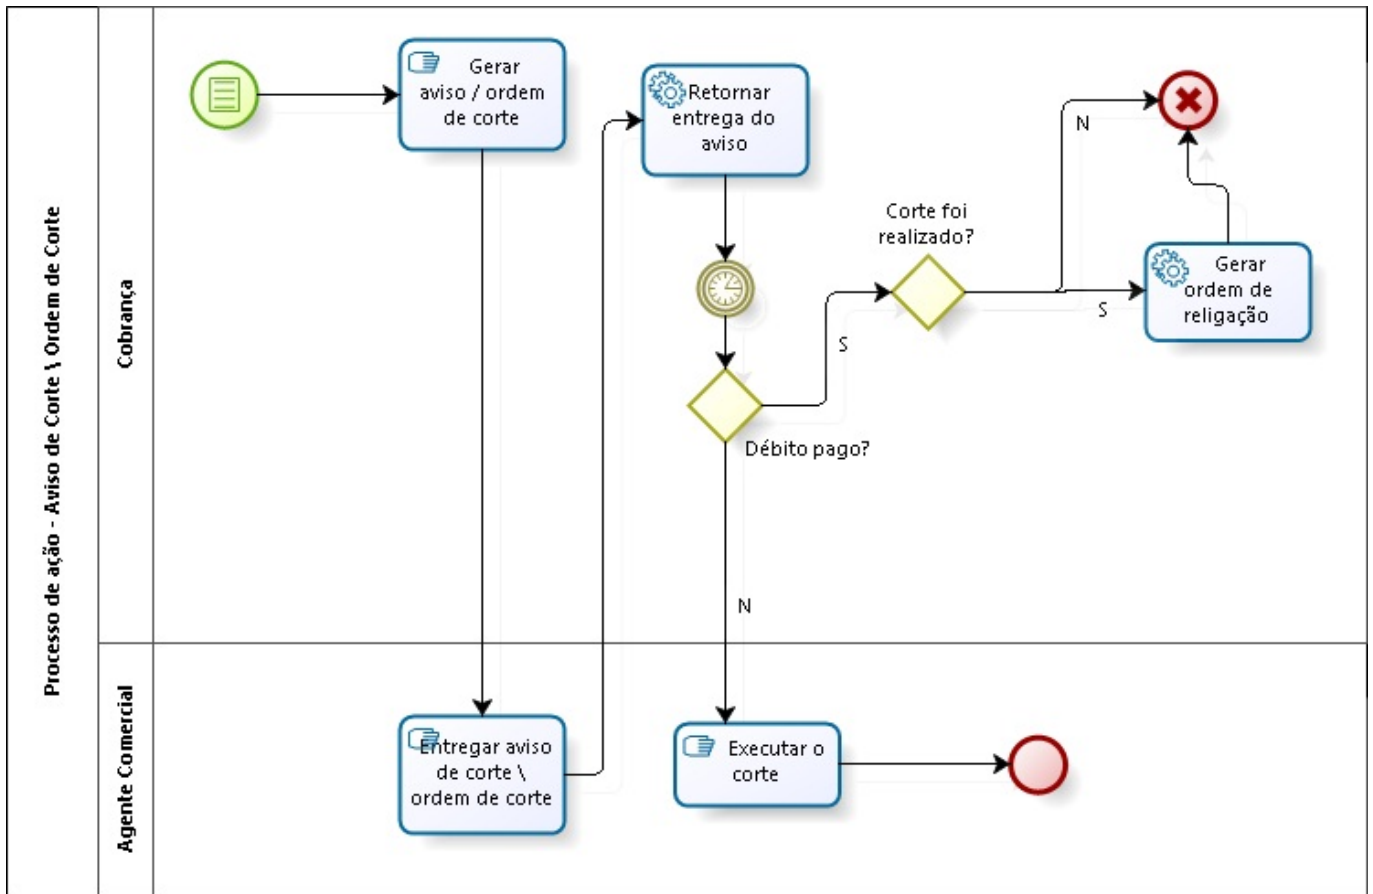 Processo de ação - Aviso de Corte \ Ordem de Corte
Cobrança
Gerar
aviso / ordem
de corte
Retornar
entrega do
aviso
N
Corte foi
realizado?
Gerar
ordem de
religação
S
S
Débito pago?
N
Agente Comercial
Entregar aviso
de corte \
ordem de corte
Executar o
corte